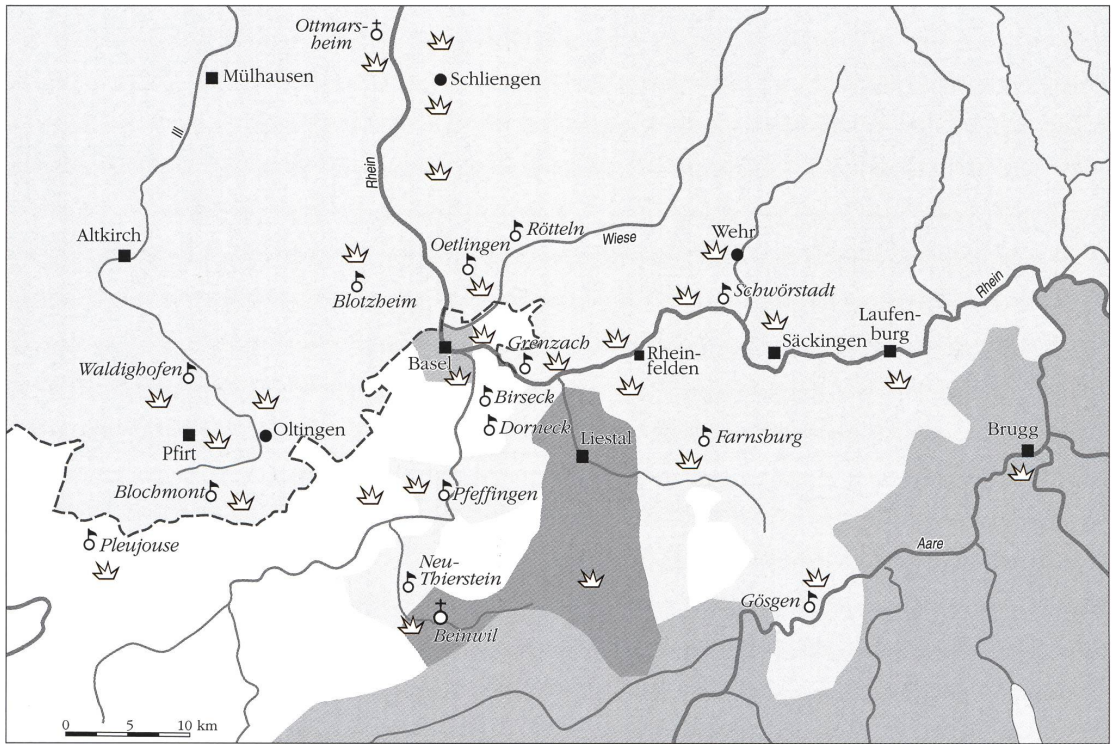 Ottmars-
heim
Mülhausen
Schliengen
Ill
Rhein
Altkirch
Rötteln
Oetlingen
Wiese
Wehr
Blotzheim
Schwörstadt
Rhein
Laufen-
burg
Säckingen
Basel
Grenzach
Rhein-
felden
Waldighofen
Birseck
Dorneck
Oltingen
Pfirt
Liestal
Farnsburg
Brugg
Blochmont
Pfeffingen
Pleujouse
Aare
Neu-
Thierstein
Gösgen
Beinwil
0 5 10 km